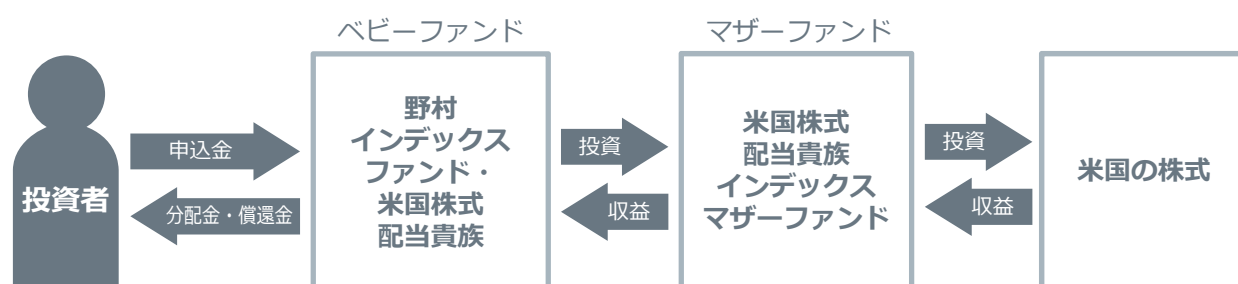 ベビーファンド
マザーファンド
投資者
申込金
分配金・償還金
野村
インデックス
ファンド・
米国株式
配当貴族
投資
収益
米国株式
配当貴族
インデックス
マザーファンド
投資
収益
米国の株式